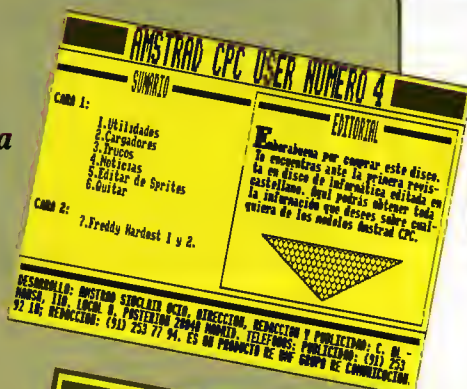 a
AMSTRAD CPC USER NUMERO 4
SUMARIO
CARA 1:
1.Utilidades
2.Cargadores
3.Trucos
4.Noticias
5.Editar de Sprites
6.Quitar
CARA 2:
7.Freddy Hardest 1 y 2.
EDITORIAL
Enhorabuena por comprar este disco.
Te encuentras ante la primera revis-
ta en disco de informática editada en
castellano. Aquí podrás obtener toda
la información que desees sobre cual-
quiera de los modelos Amstrad CPC.
DESARROLLO: AMSTRAD SINCLAIR OCIO, DIRECCION, REDACCION Y PUBLICIDAD: C. DL.-
110, LOCAL 8, POSTERIOR 28040 MADRID. TELEFONOS: PUBLICIDAD: (91) 253
92 18; REDACCION: (91) 253 77 94. ES UN PRODUCTO DE GRUPO DE COMUNICACION